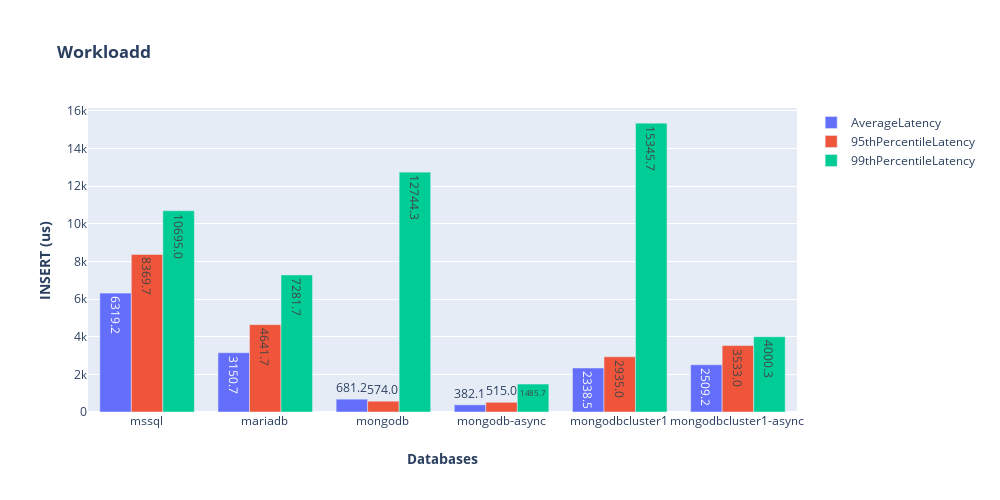 Workloadd
INSERT (us)
16k
14k
12k
10k
8k
6k
4k
2k
0
6319.2
8369.7
10695.0
3150.7
4641.7
7281.7
681.2
574.0
12744.3
382.1
515.0
1485.7
2338.5
2935.0
15345.7
2509.2
3533.0
4000.3
mssql
mariadb
mongodb
mongodb-async
mongodbcluster1
mongodbcluster1-async
Databases
AverageLatency
95thPercentileLatency
99thPercentileLatency